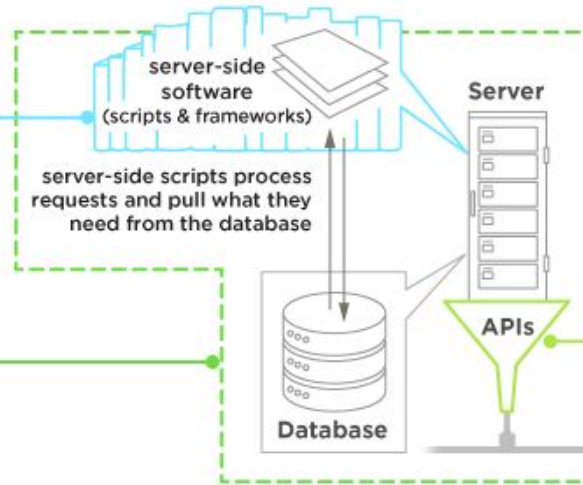 server-side
software
(scripts & frameworks)
Server
server-side scripts process
requests and pull what they
need from the database
APIs
Database